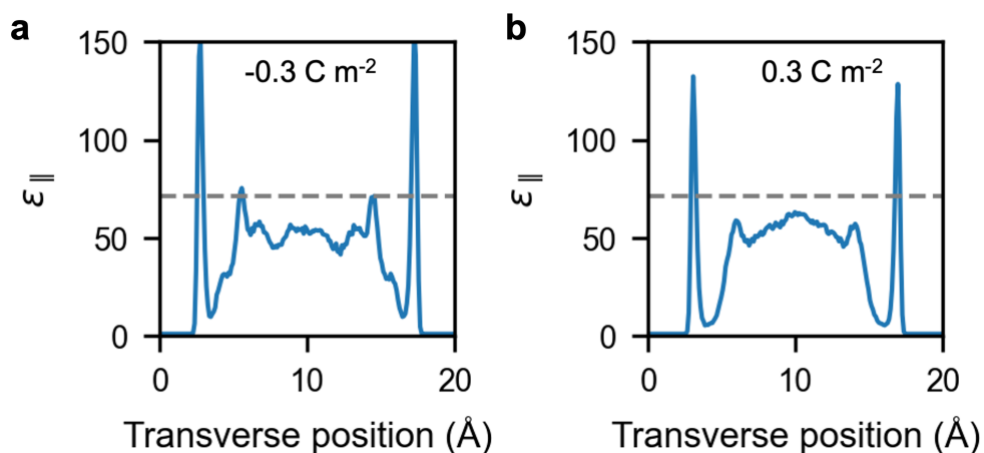 a
150
100
50
0
ε∥
-0.3 C m-2
0 10 20
Transverse position (Å)
b
150
100
50
0
ε∥
0.3 C m-2
0 10 20
Transverse position (Å)